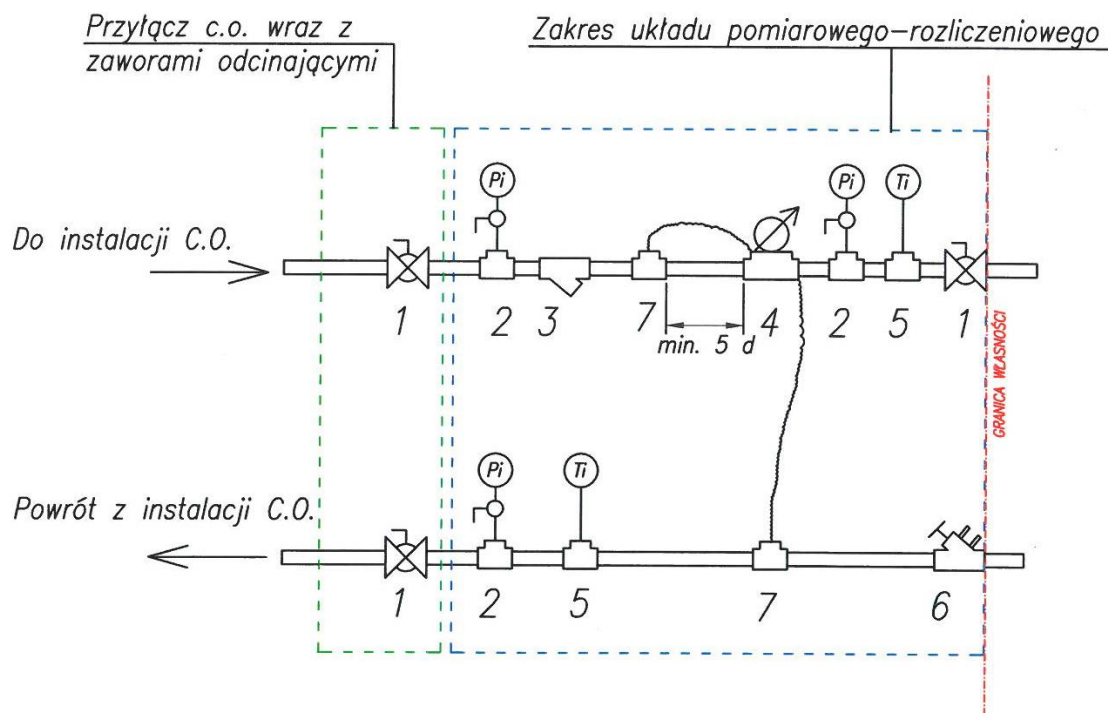 Przyłącz c.o. wraz z
zaworami odcinającymi
Zakres układu pomiarowego-rozliczeniowego
Pi
Pi
Ti
Do instalacji C.O.
1
2
3
7
4
2
5
1
min. 5 d
GRANICA WŁASNOŚCI
Pi
Ti
Powrót z instalacji C.O.
1
2
5
7
6